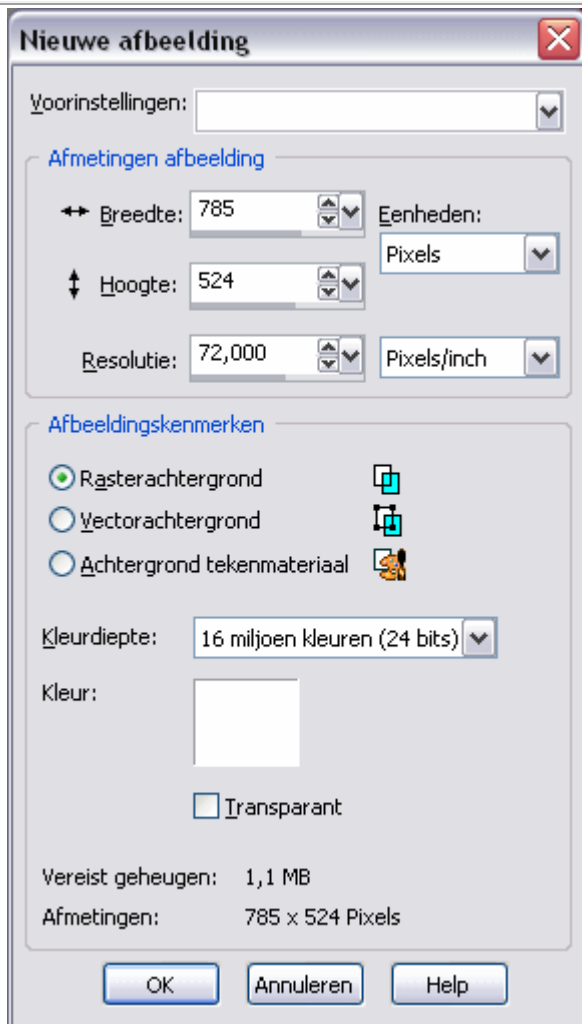 Nieuwe afbeelding
Voorinstellingen:
Afmetingen afbeelding
Breedte: 785 Eenheden:
Pixels
Hoogte: 524
Resolutie: 72,000 Pixels/inch
Afbeeldingskenmerken
Rasterachtergrond
Vectorachtergrond
Achtergrond tekenmateriaal
Kleurdiepte: 16 miljoen kleuren (24 bits)
Kleur:
Transparant
Vereist geheugen: 1,1 MB
Afmetingen: 785 x 524 Pixels
OK Annuleren Help